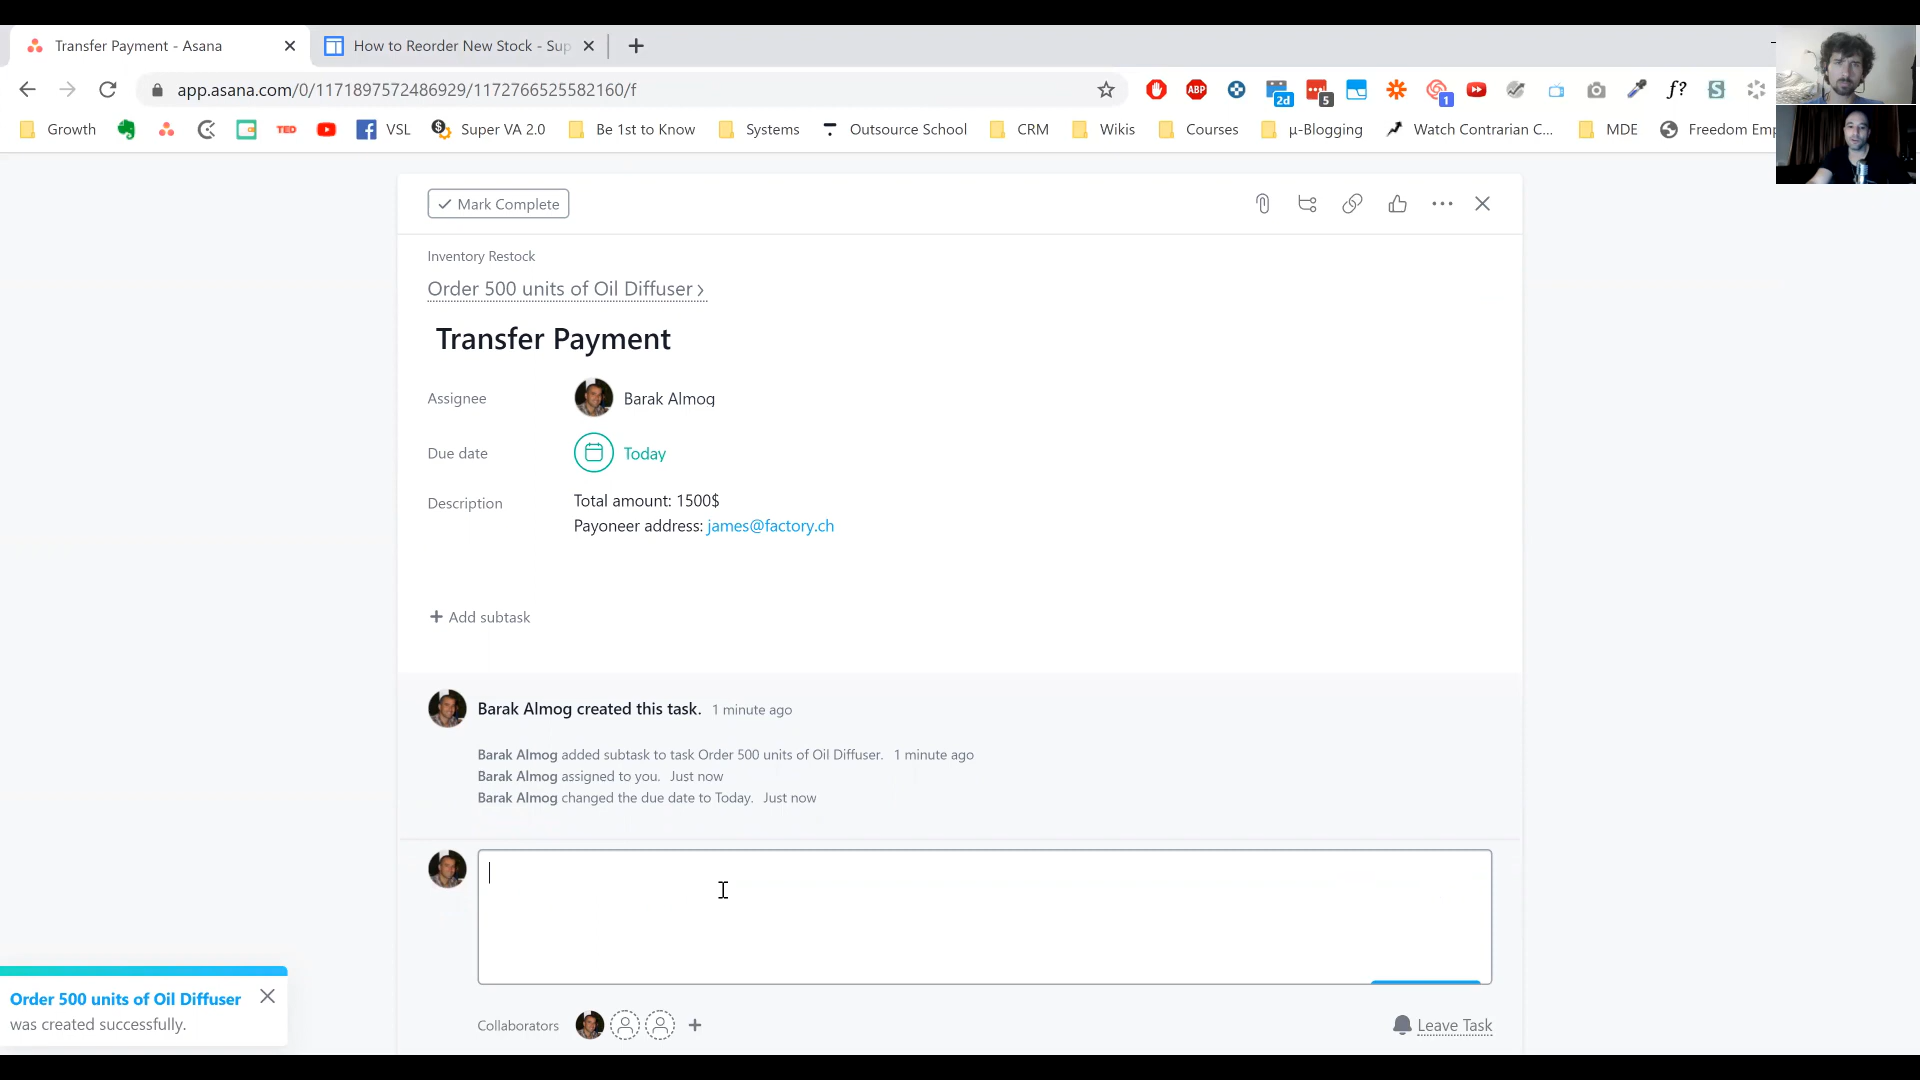 Transfer Payment - Asana
How to Reorder New Stock - Sup
app.asana.com/0/1171897572486929/1172766525582160/f
ABP
2d
5
1
f?
S
Growth
TED
VSL
Super VA 2.0
Be 1st to Know
Systems
Outsource School
CRM
Wikis
Courses
µ-Blogging
Watch Contrarian C...
MDE
Freedom Emp
Mark Complete
Inventory Restock
Order 500 units of Oil Diffuser ›
Transfer Payment
Assignee
Barak Almog
Due date
Today
Description
Total amount: 1500$
Payoneer address: james@factory.ch
+ Add subtask
Barak Almog created this task. 1 minute ago
Barak Almog added subtask to task Order 500 units of Oil Diffuser. 1 minute ago
Barak Almog assigned to you. Just now
Barak Almog changed the due date to Today. Just now
Order 500 units of Oil Diffuser
was created successfully.
Collaborators
Leave Task